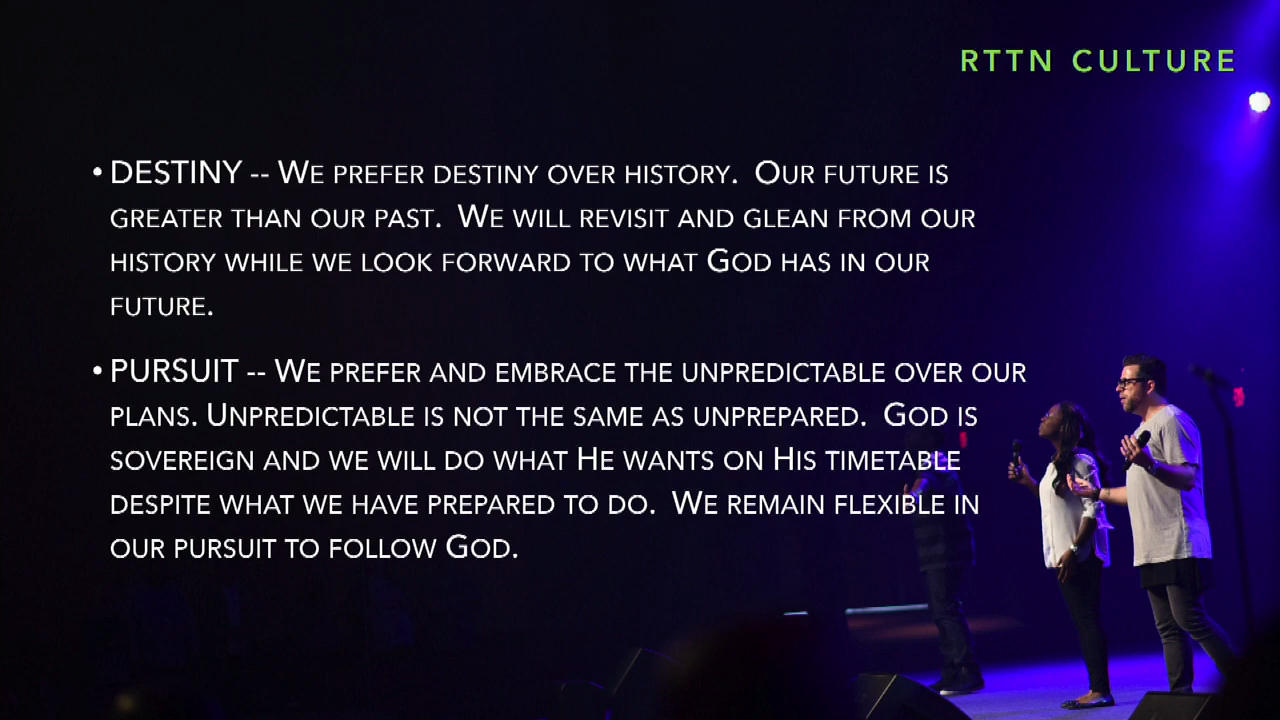 RTTN CULTURE
• DESTINY -- We prefer destiny over history.  Our future is
greater than our past.  We will revisit and glean from our
history while we look forward to what God has in our
future.
• PURSUIT -- We prefer and embrace the unpredictable over our
plans. Unpredictable is not the same as unprepared.  God is
sovereign and we will do what He wants on His timetable
despite what we have prepared to do.  We remain flexible in
our pursuit to follow God.